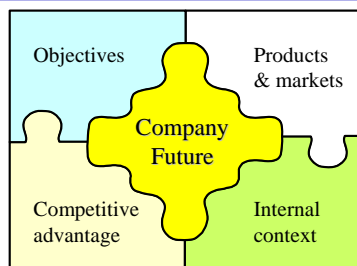 Objectives
Products
& markets
Company
Future
Competitive
advantage
Internal
context